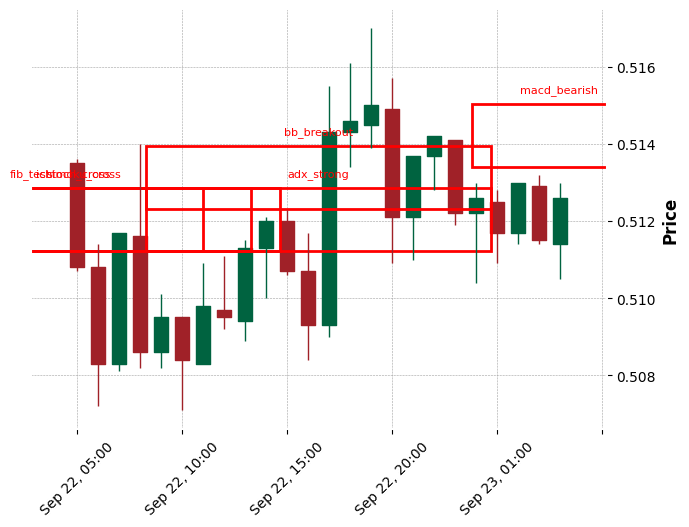 0.516
macd_bearish
0.514
bb_breakout
adx_strong
0.512
Price
0.510
0.508
Sep 22, 05:00
Sep 22, 10:00
Sep 22, 15:00
Sep 22, 20:00
Sep 23, 01:00